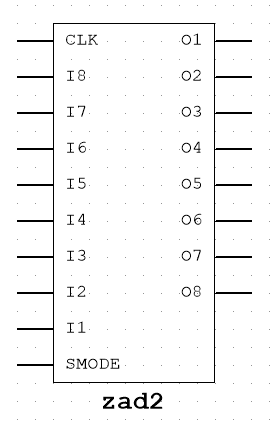 CLK O1
I8 O2
I7 O3
I6 O4
I5 O5
I4 O6
I3 O7
I2 O8
I1
SMODE
zad2